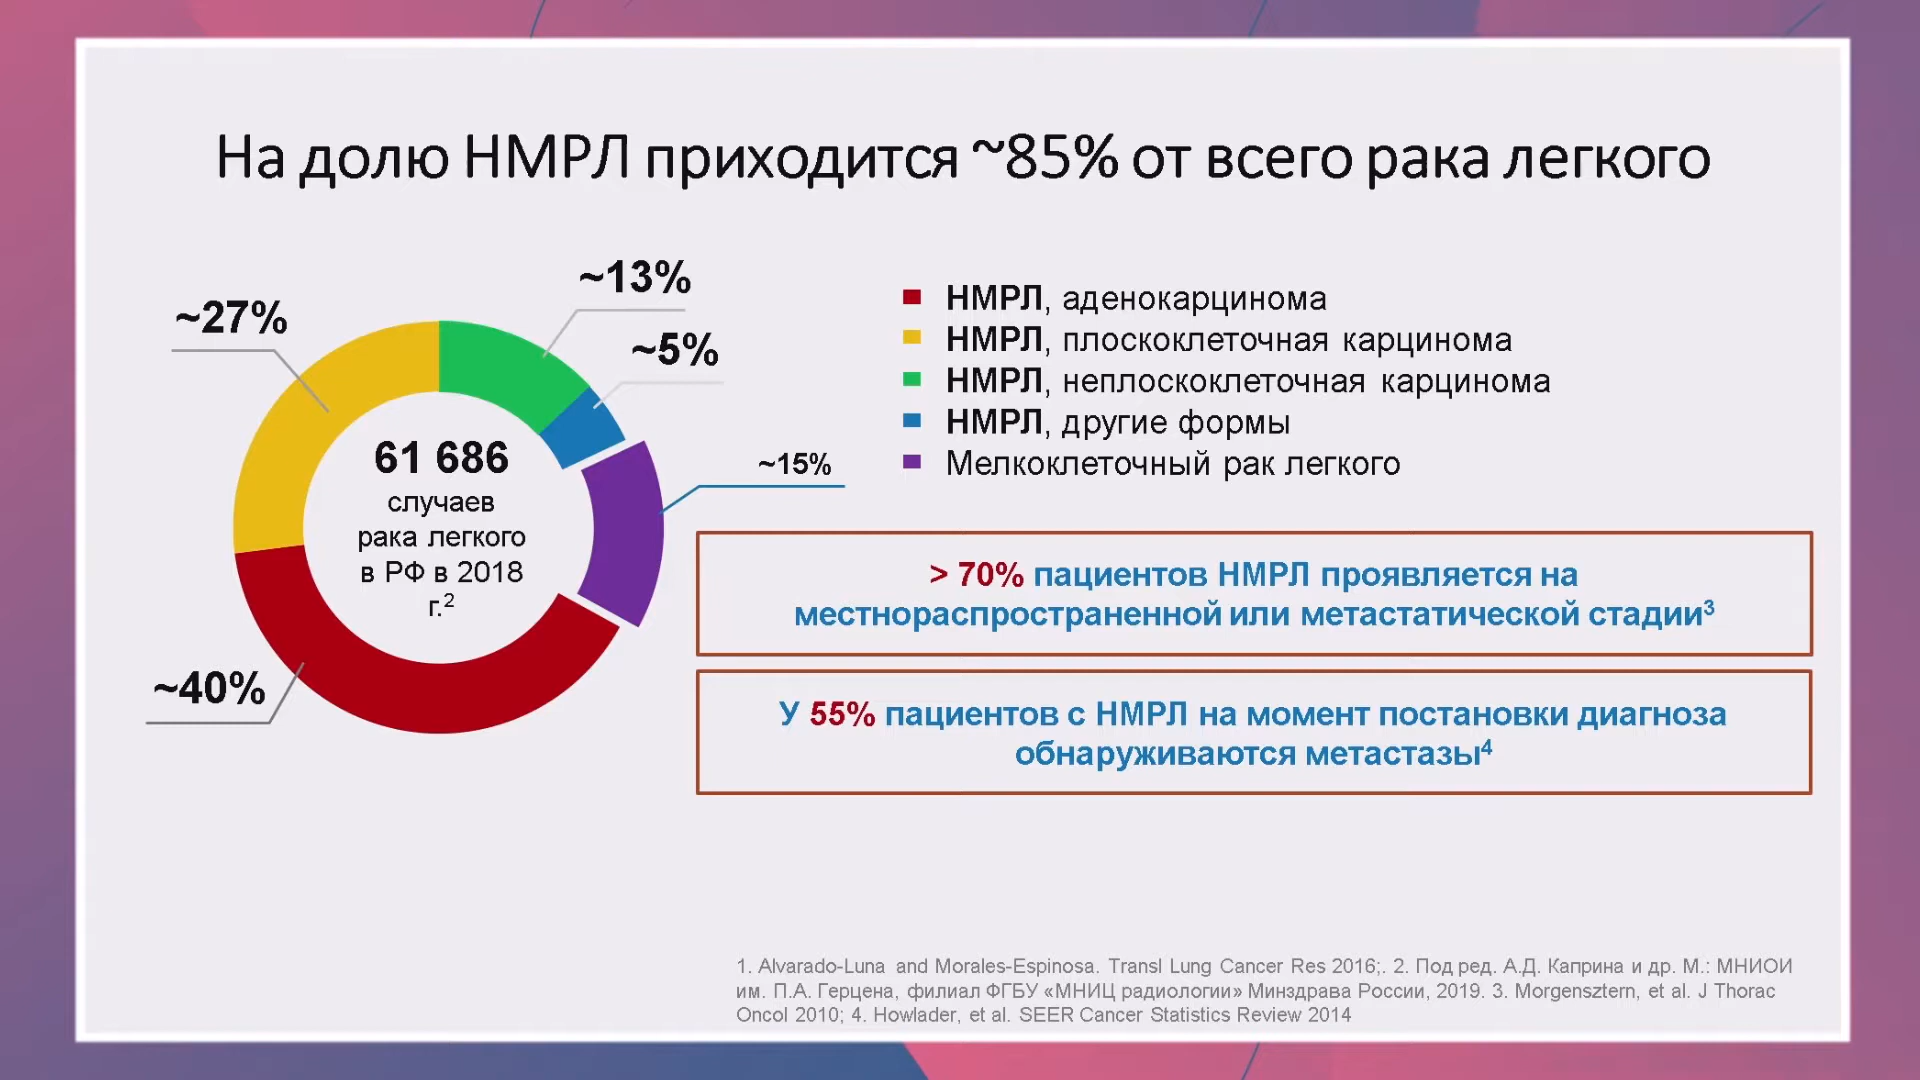 На долю НМРЛ приходится ~85% от всего рака легкого
~13%
~27%
~5%
~15%
~40%
61 686
случаев
рака легкого
в РФ в 2018
г.²
НМРЛ, аденокарцинома
НМРЛ, плоскоклеточная карцинома
НМРЛ, неплоскоклеточная карцинома
НМРЛ, другие формы
Мелкоклеточный рак легкого
> 70% пациентов НМРЛ проявляется на
местнораспространенной или метастатической стадии³
У 55% пациентов с НМРЛ на момент постановки диагноза
обнаруживаются метастазы⁴
1. Alvarado-Luna and Morales-Espinosa. Transl Lung Cancer Res 2016;. 2. Под ред. А.Д. Каприна и др. М.: МНИОИ
им. П.А. Герцена, филиал ФГБУ «МНИЦ радиологии» Минздрава России, 2019. 3. Morgensztern, et al. J Thorac
Oncol 2010; 4. Howlader, et al. SEER Cancer Statistics Review 2014